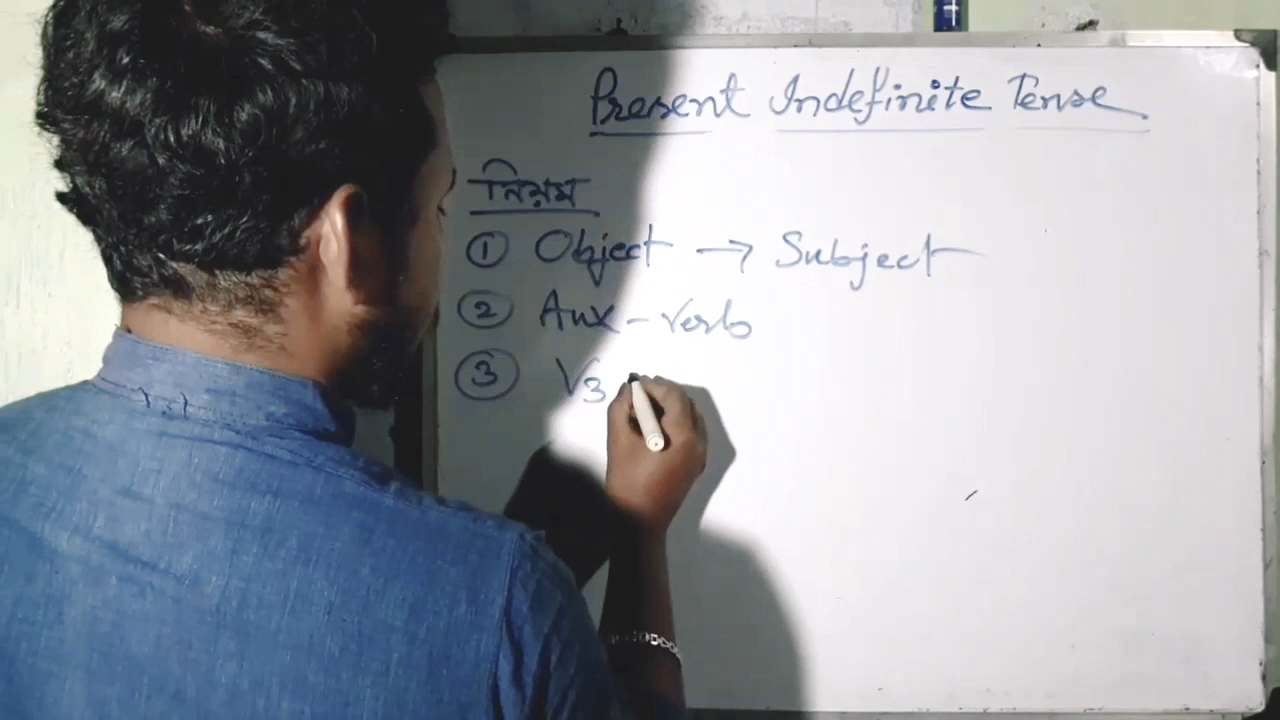 Present Indefinite Tense
নিয়ম
① Object → Subject
② Aux-verb
③ V3